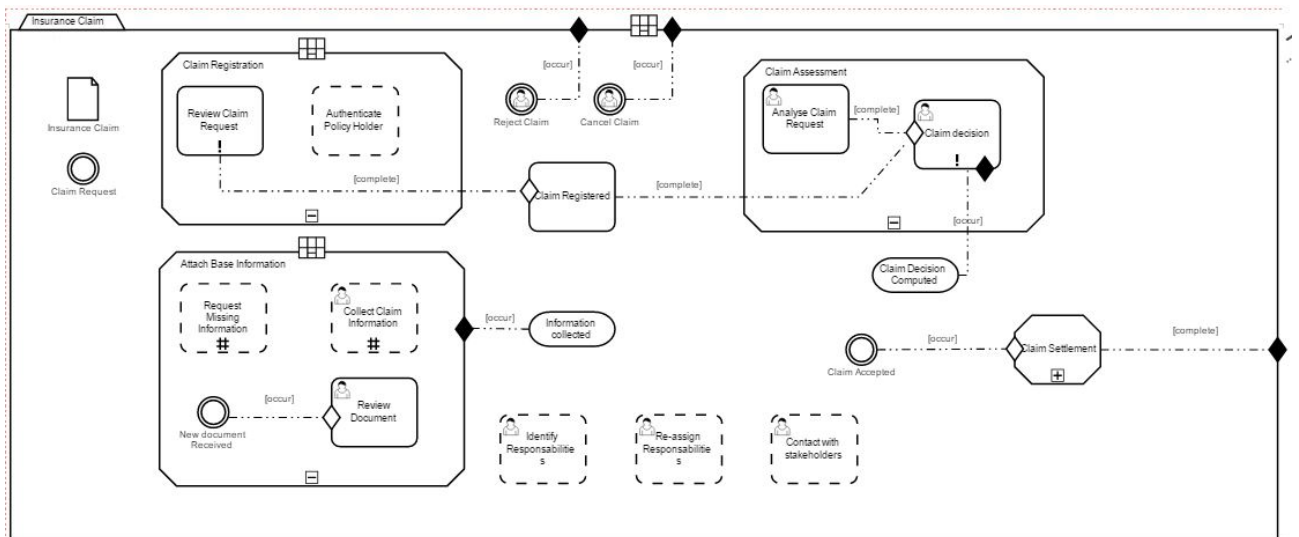 Insurance Claim
Insurance Claim
Claim Request
Claim Registration
Review Claim
Request
!
Authenticate
Policy Holder
[complete]
[occur]
[occur]
Reject Claim
Cancel Claim
Claim Registered
[complete]
Claim Assessment
Analyse Claim
Request
[complete]
Claim decision
!
[occur]
Claim Decision
Computed
Attach Base Information
Request
Missing
Information
#
Collect Claim
Information
#
[occur]
New document
Received
Review
Document
[occur]
Information
collected
Identify
Responsabilitie
s
Re-assign
Responsabilitie
s
Contact with
stakeholders
Claim Accepted
[occur]
Claim Settlement
[complete]